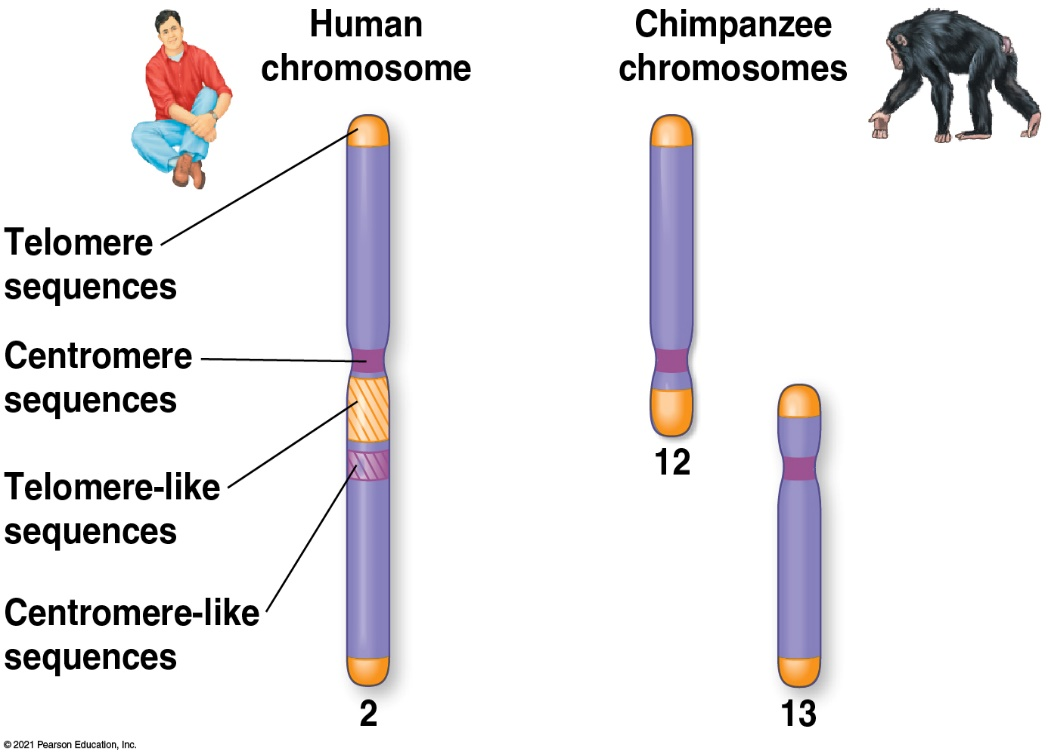 Human
chromosome
Chimpanzee
chromosomes
Telomere
sequences
Centromere
sequences
Telomere-like
sequences
Centromere-like
sequences
12
2
13
© 2021 Pearson Education, Inc.